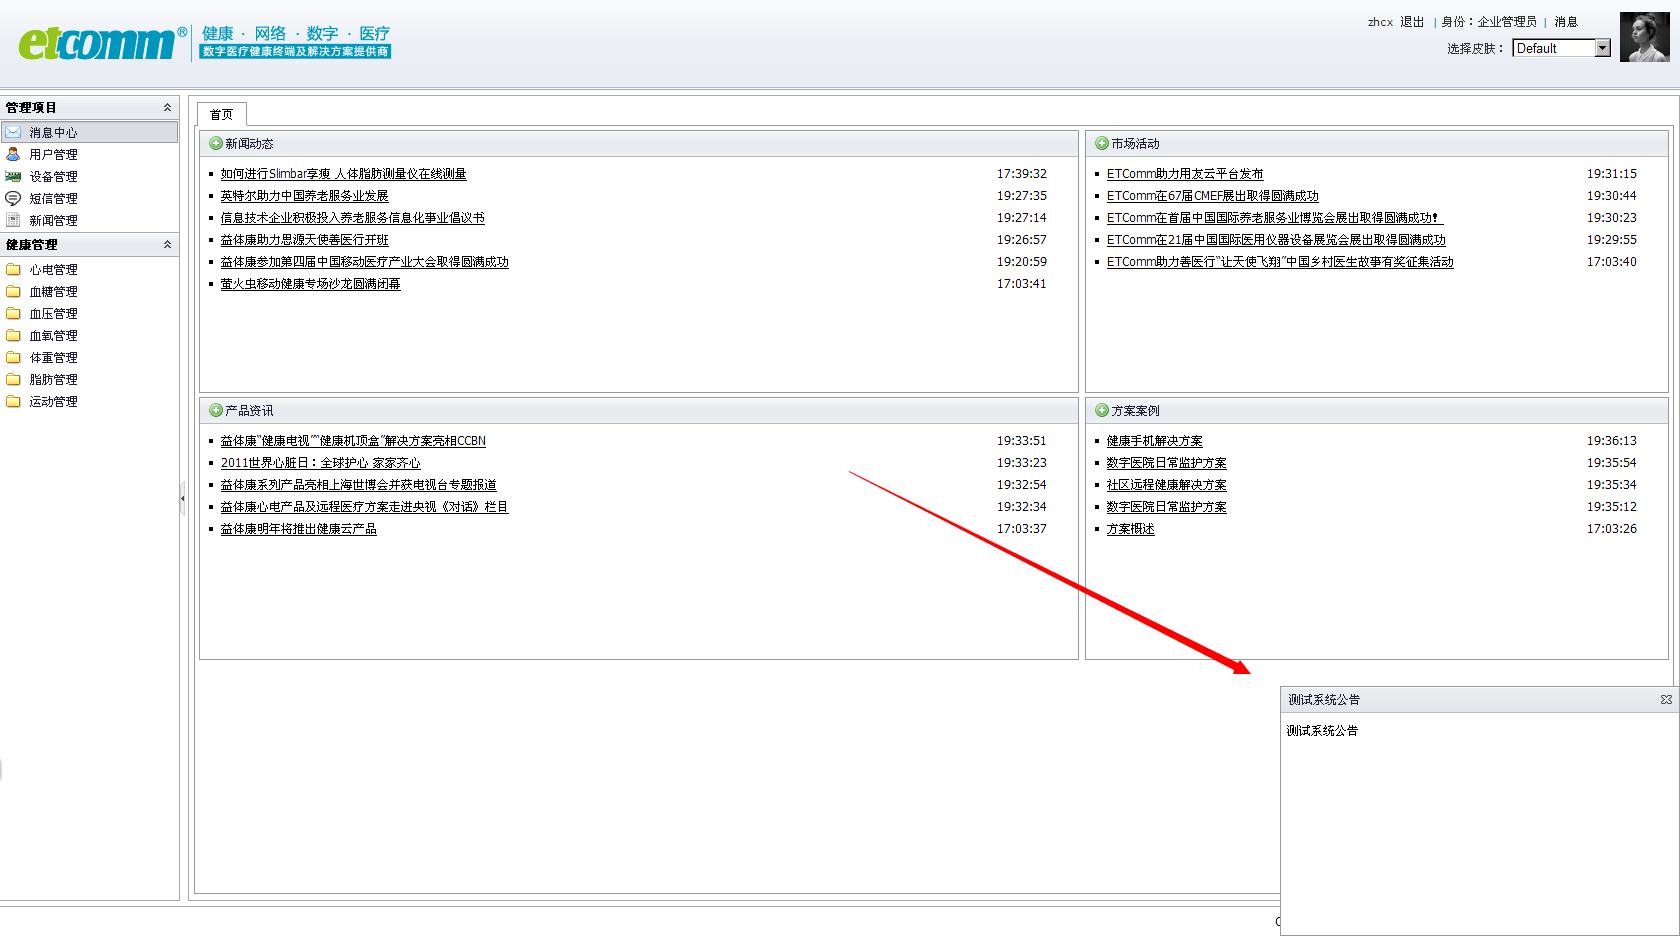 etcomm®
健康 · 网络 · 数字 · 医疗
数字医疗健康终端及解决方案提供商
zhcx 退出 | 身份：企业管理员 | 消息
选择皮肤： Default
管理项目
消息中心
用户管理
设备管理
短信管理
新闻管理
健康管理
心电管理
血糖管理
血压管理
血氧管理
体重管理
脂肪管理
运动管理
首页
新闻动态
如何进行Slimbar享瘦 人体脂肪测量仪在线测量 17:39:32
英特尔助力中国养老服务业发展 19:27:35
信息技术企业积极投入养老服务信息化事业倡议书 19:27:14
益体康助力思源天使善医行开班 19:26:57
益体康参加第四届中国移动医疗产业大会取得圆满成功 19:20:59
萤火虫移动健康专场沙龙圆满闭幕 17:03:41
市场活动
ETComm助力用友云平台发布 19:31:15
ETComm在67届CMEF展出取得圆满成功 19:30:44
ETComm在首届中国国际养老服务业博览会展出取得圆满成功！ 19:30:23
ETComm在21届中国国际医用仪器设备展览会展出取得圆满成功 19:29:55
ETComm助力善医行“让天使飞翔”中国乡村医生故事有奖征集活动 17:03:40
产品资讯
益体康“健康电视”“健康机顶盒”解决方案亮相CCBN 19:33:51
2011世界心脏日：全球护心 家家齐心 19:33:23
益体康系列产品亮相上海世博会并获电视台专题报道 19:32:54
益体康心电产品及远程医疗方案走进央视《对话》栏目 19:32:34
益体康明年将推出健康云产品 17:03:37
方案案例
健康手机解决方案 19:36:13
数字医院日常监护方案 19:35:54
社区远程健康解决方案 19:35:34
数字医院日常监护方案 19:35:12
方案概述 17:03:26
测试系统公告
测试系统公告